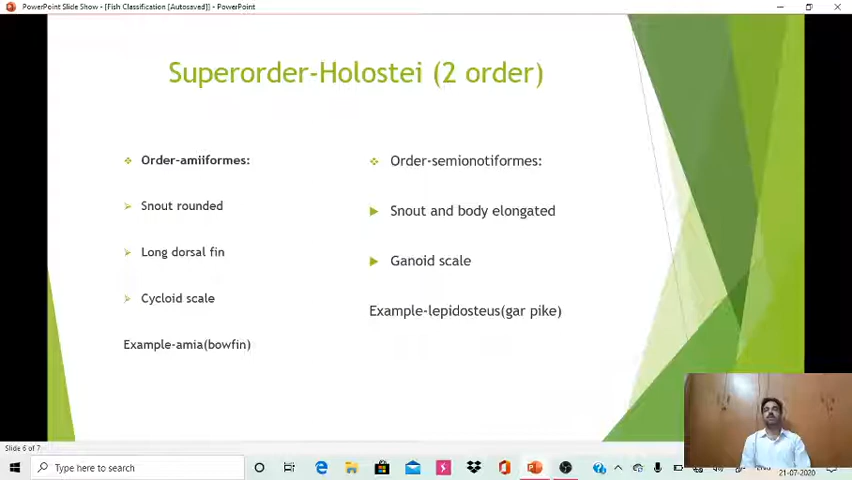 PowerPoint Slide Show - [Fish Classification [Autosaved]] - PowerPoint
Superorder-Holostei (2 order)
Order-amiiformes:
Snout rounded
Long dorsal fin
Cycloid scale
Example-amia(bowfin)
Order-semionotiformes:
Snout and body elongated
Ganoid scale
Example-lepidosteus(gar pike)
Slide 6 of 7
Type here to search
21-07-2020